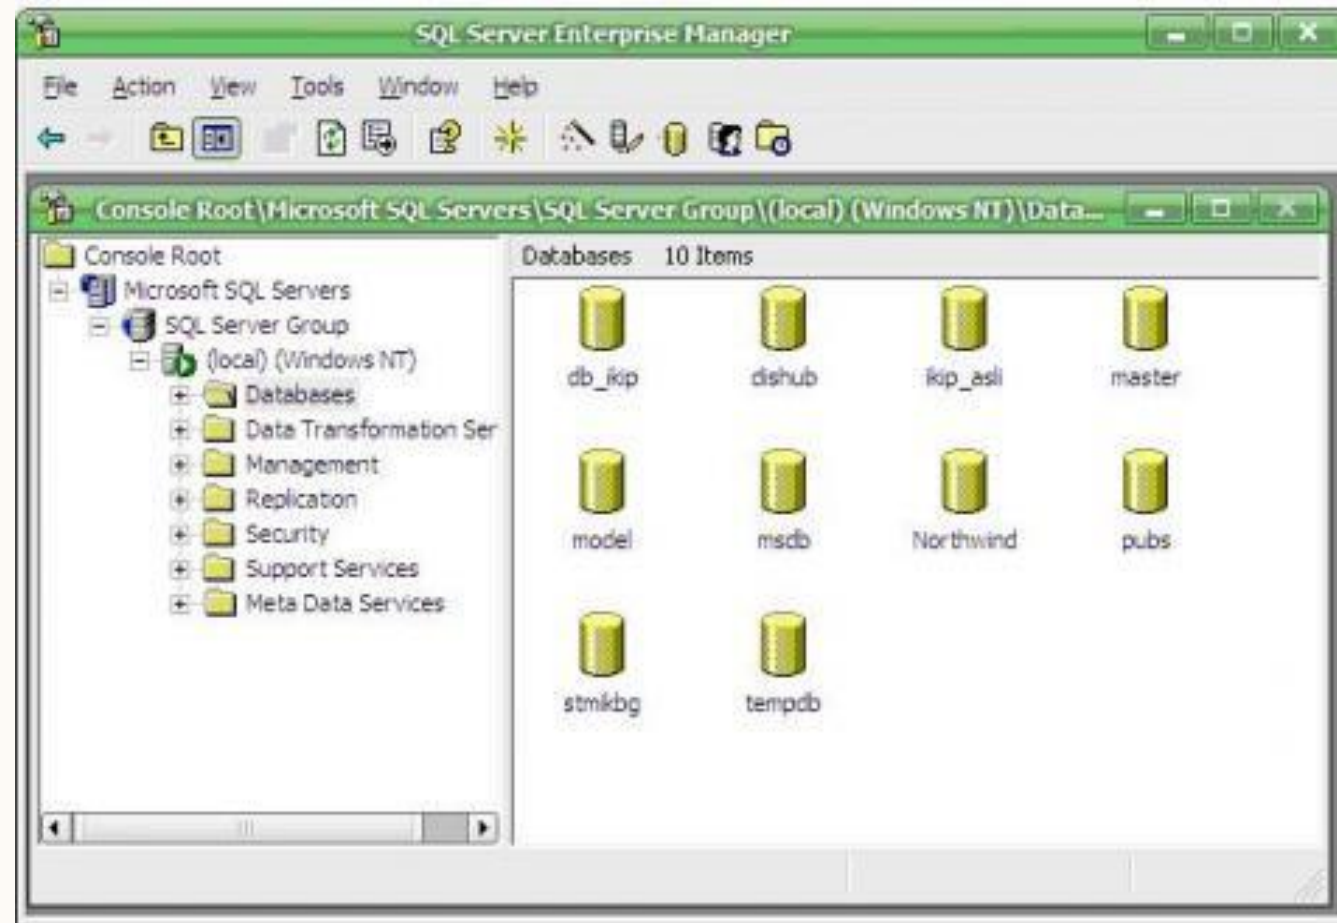 SQL Server Enterprise Manager
File Action View Tools Window Help
Console Root\Microsoft SQL Servers\SQL Server Group\(local) (Windows NT)\Data...
Console Root
Microsoft SQL Servers
SQL Server Group
(local) (Windows NT)
Databases
Data Transformation Ser
Management
Replication
Security
Support Services
Meta Data Services
Databases 10 Items
db_ikip dishub ikip_asli master
model msdb Northwind pubs
stmikbg tempdb